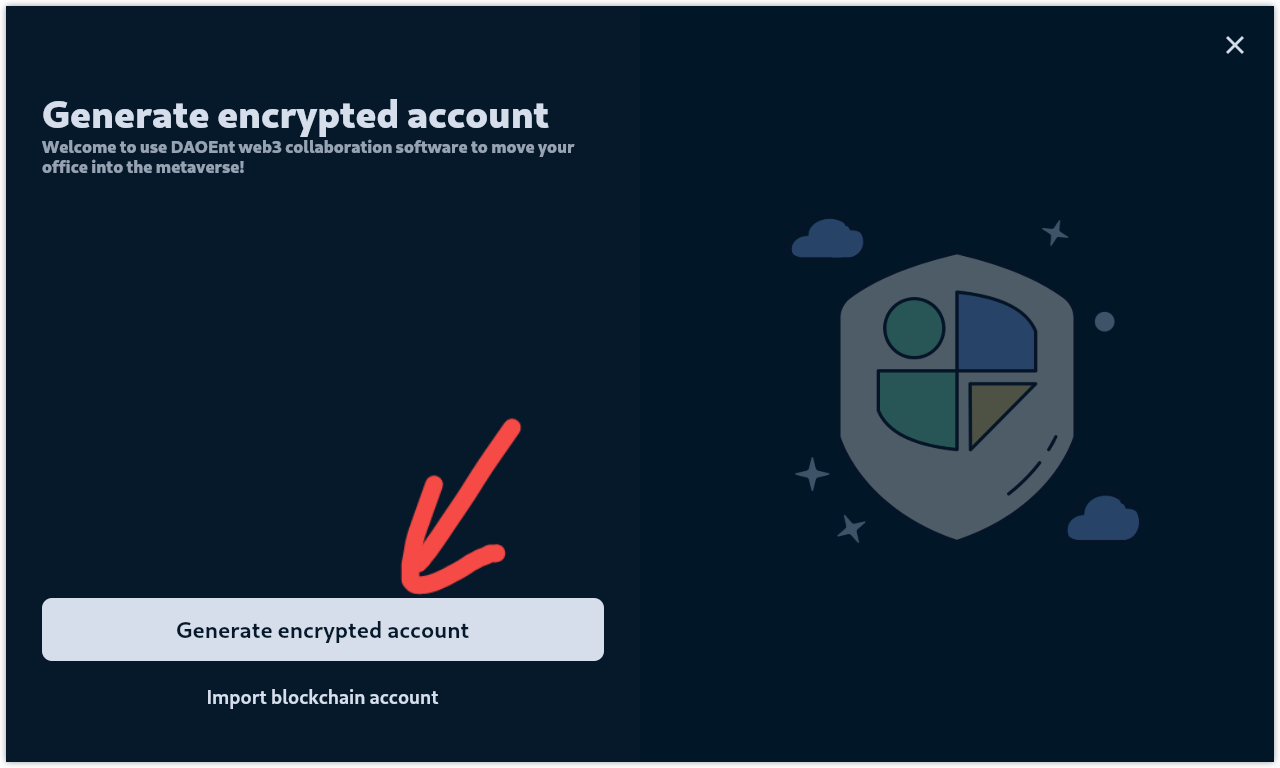 Generate encrypted account
Welcome to use DAOEnt web3 collaboration software to move your
office into the metaverse!
Generate encrypted account
Import blockchain account